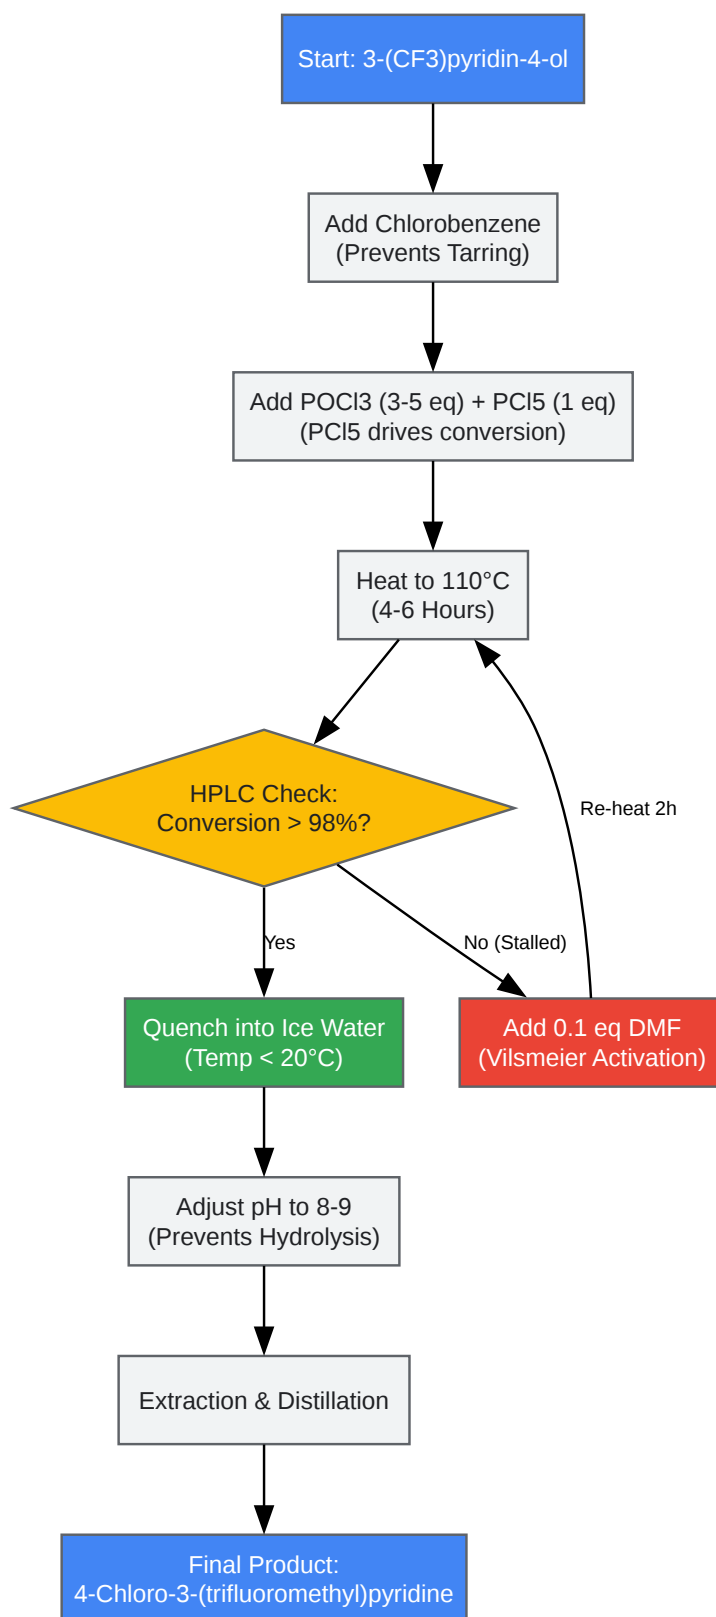 Start: 3-(CF3)pyridin-4-ol
Add Chlorobenzene
(Prevents Tarring)
Add POCl3 (3-5 eq) + PCl5 (1 eq)
(PCl5 drives conversion)
Heat to 110°C
(4-6 Hours)
HPLC Check:
Conversion > 98%?
Re-heat 2h
Yes
No (Stalled)
Quench into Ice Water
(Temp < 20°C)
Add 0.1 eq DMF
(Vilsmeier Activation)
Adjust pH to 8-9
(Prevents Hydrolysis)
Extraction & Distillation
Final Product:
4-Chloro-3-(trifluoromethyl)pyridine